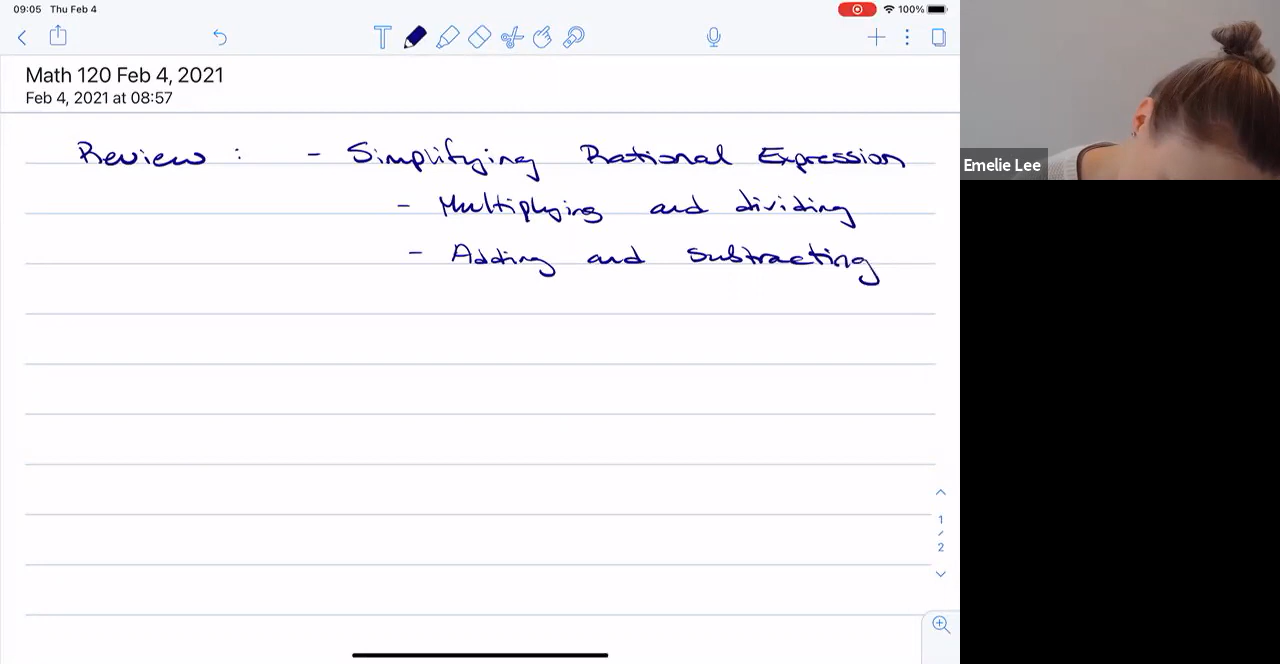 09:05 Thu Feb 4 100%
Math 120 Feb 4, 2021
Feb 4, 2021 at 08:57
Review : - Simplifying Rational Expression
- Multiplying and dividing
- Adding and subtracting
Emelie Lee
1
/
2